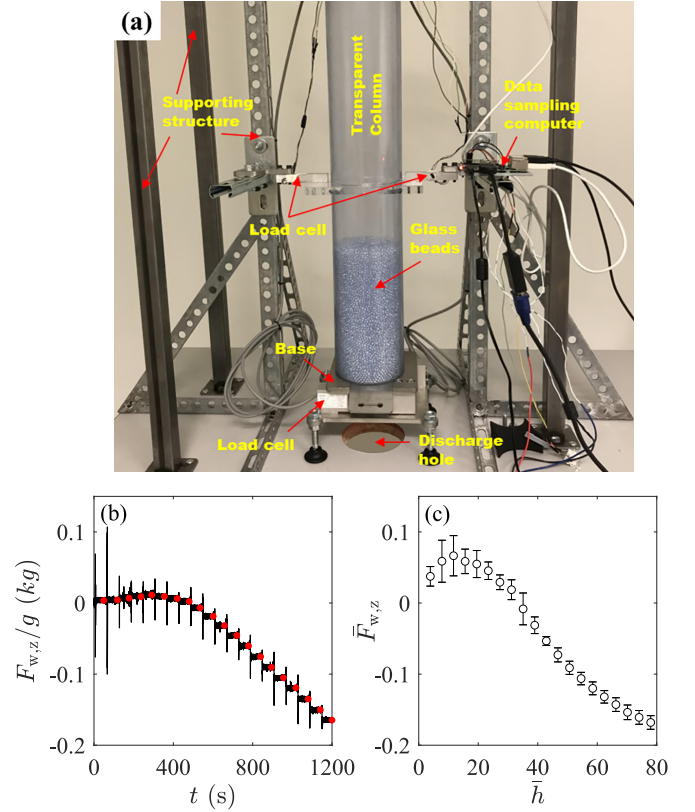 (a)
Supporting
structure
Transparent
Column
Data
sampling
computer
Load cell
Glass
beads
Base
Load cell
Discharge
hole
(b)
0.1
0
-0.1
-0.2
0 400 800 1200
F_{w,z}/g (kg)
t (s)
(c)
0.1
0
-0.1
-0.2
0 20 40 60 80
F̄_{w,z}
h̄